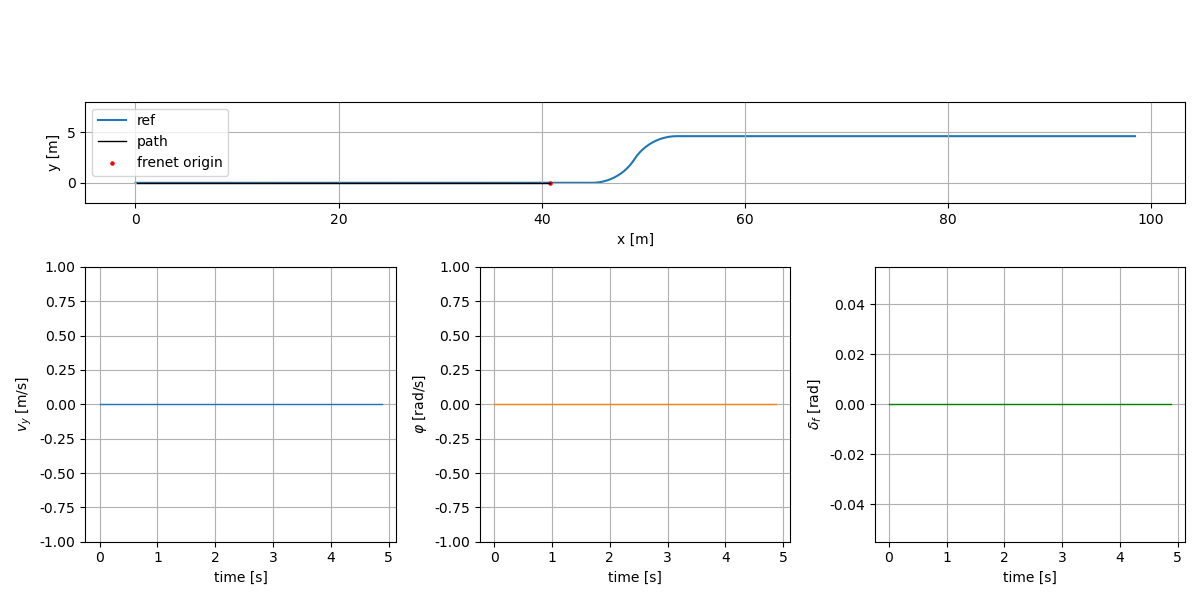 y [m]
5
0
ref
path
frenet origin
0 20 40 60 80 100
x [m]
1.00
0.75
0.50
0.25
0.00
-0.25
-0.50
-0.75
-1.00
v_y [m/s]
0 1 2 3 4 5
time [s]
1.00
0.75
0.50
0.25
0.00
-0.25
-0.50
-0.75
-1.00
φ [rad/s]
0 1 2 3 4 5
time [s]
0.04
0.02
0.00
-0.02
-0.04
δ_f [rad]
0 1 2 3 4 5
time [s]